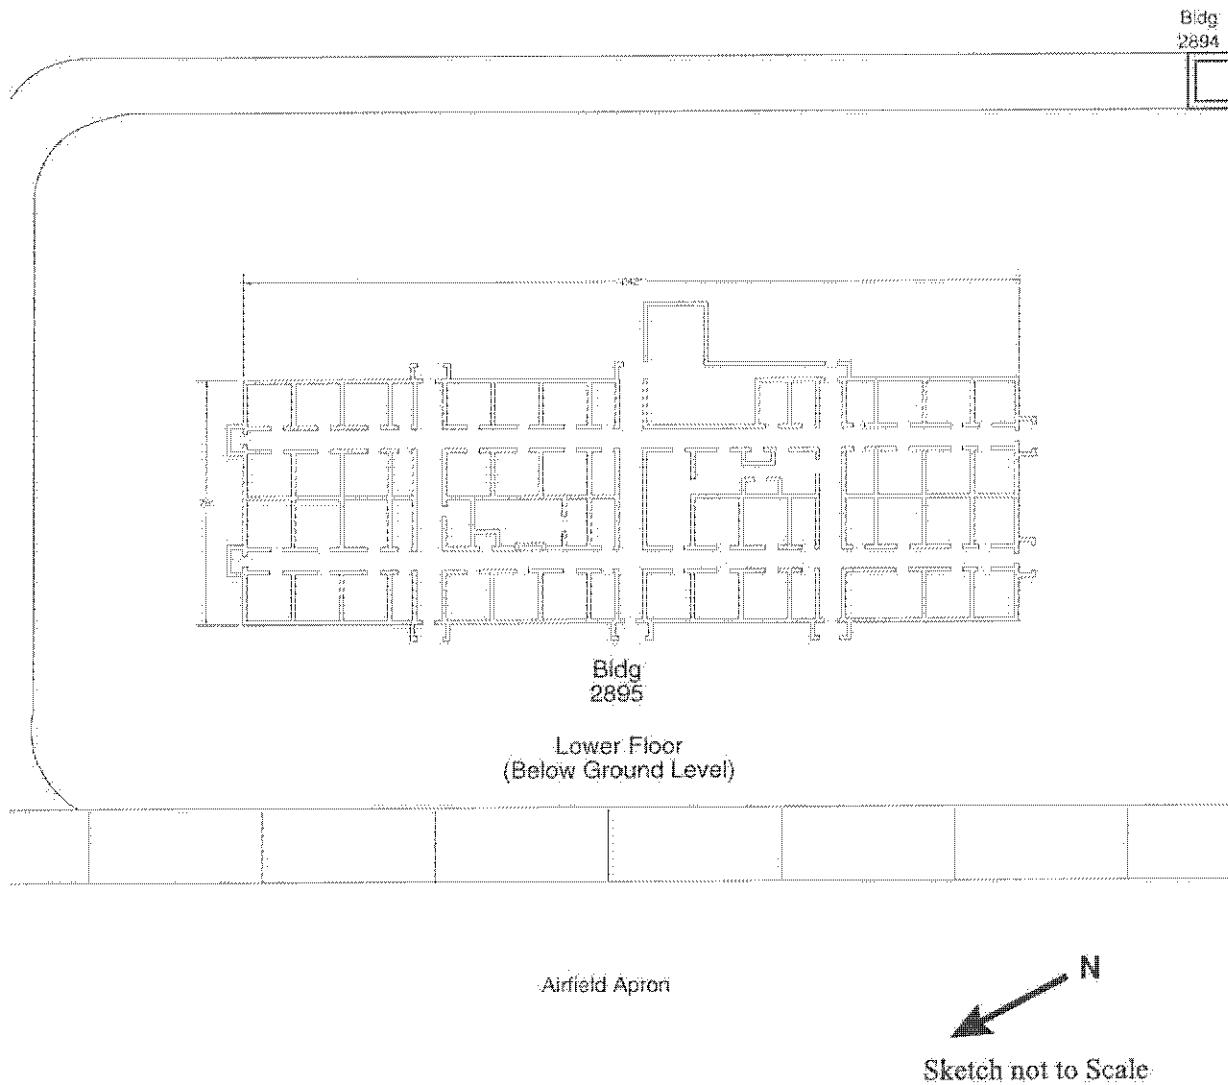 Bldg
2894
Bldg
2895
Lower Floor
(Below Ground Level)
Airfield Apron
N
Sketch not to Scale